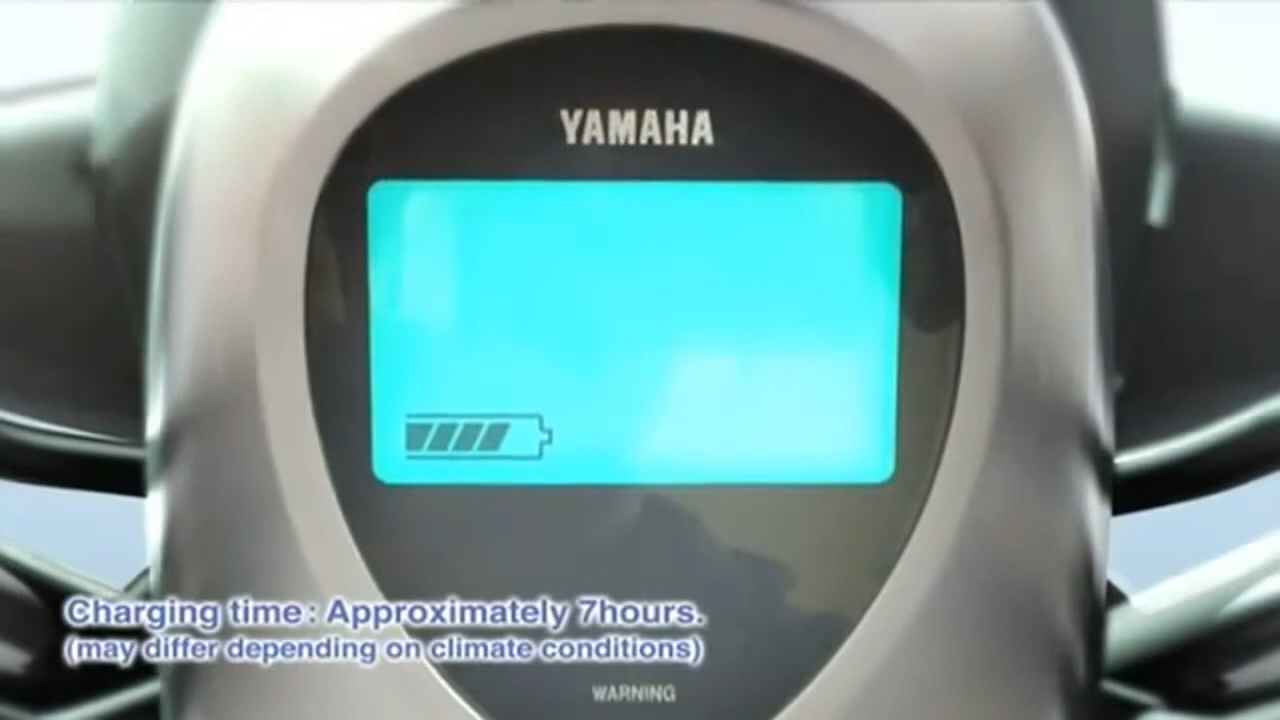 YAMAHA
Charging time : Approximately 7hours.
(may differ depending on climate conditions)
WARNING